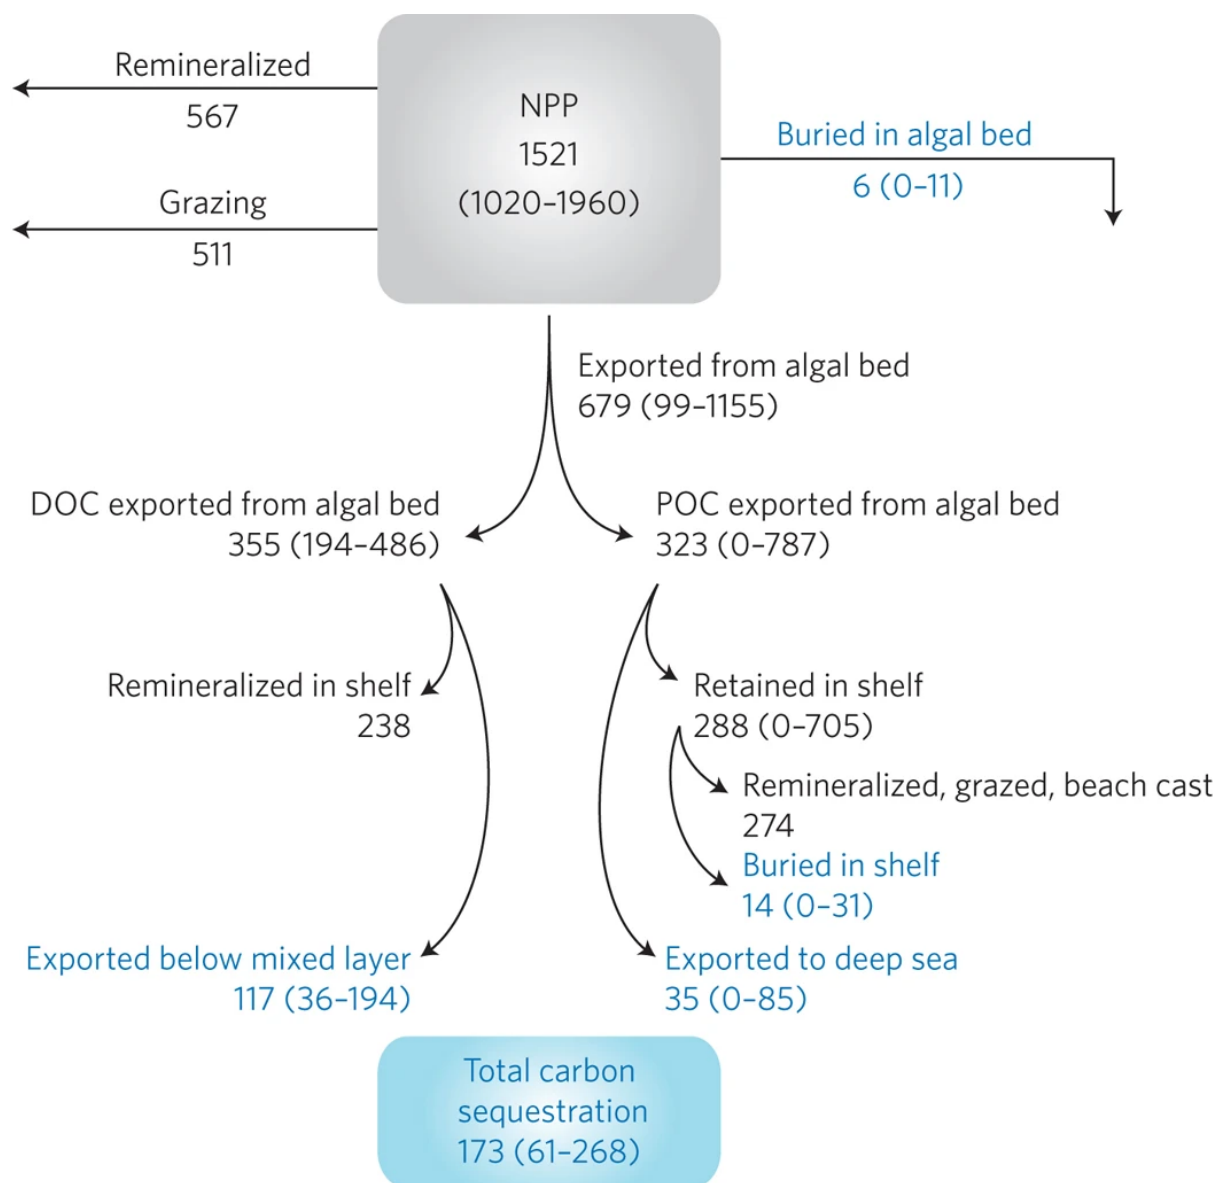 Remineralized
567
Grazing
511
NPP
1521
(1020–1960)
Buried in algal bed
6 (0–11)
Exported from algal bed
679 (99–1155)
DOC exported from algal bed
355 (194–486)
POC exported from algal bed
323 (0–787)
Remineralized in shelf
238
Retained in shelf
288 (0–705)
Remineralized, grazed, beach cast
274
Buried in shelf
14 (0–31)
Exported below mixed layer
117 (36–194)
Exported to deep sea
35 (0–85)
Total carbon
sequestration
173 (61–268)